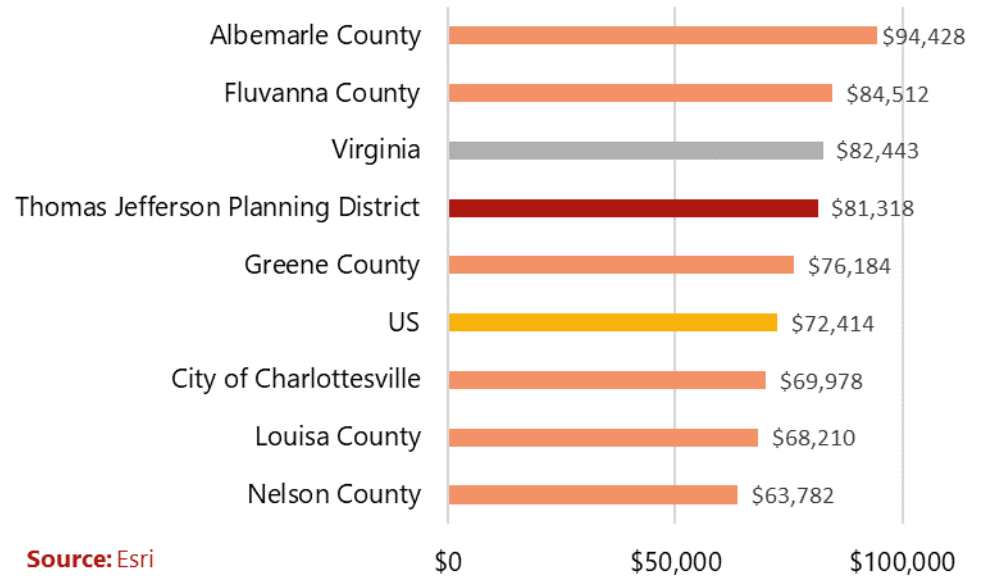 Albemarle County $94,428
Fluvanna County $84,512
Virginia $82,443
Thomas Jefferson Planning District $81,318
Greene County $76,184
US $72,414
City of Charlottesville $69,978
Louisa County $68,210
Nelson County $63,782
$0 $50,000 $100,000
Source: Esri